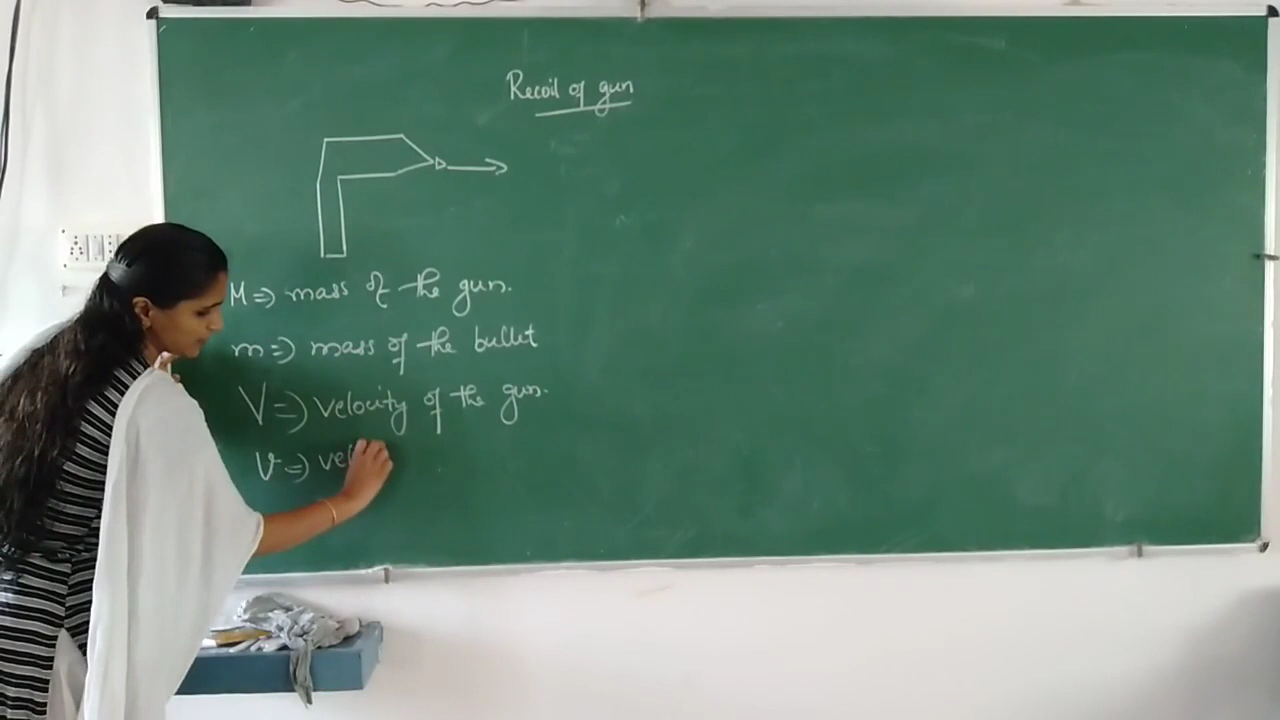 Recoil of gun
M => mass of the gun.
m => mass of the bullet
V => velocity of the gun.
v => vel